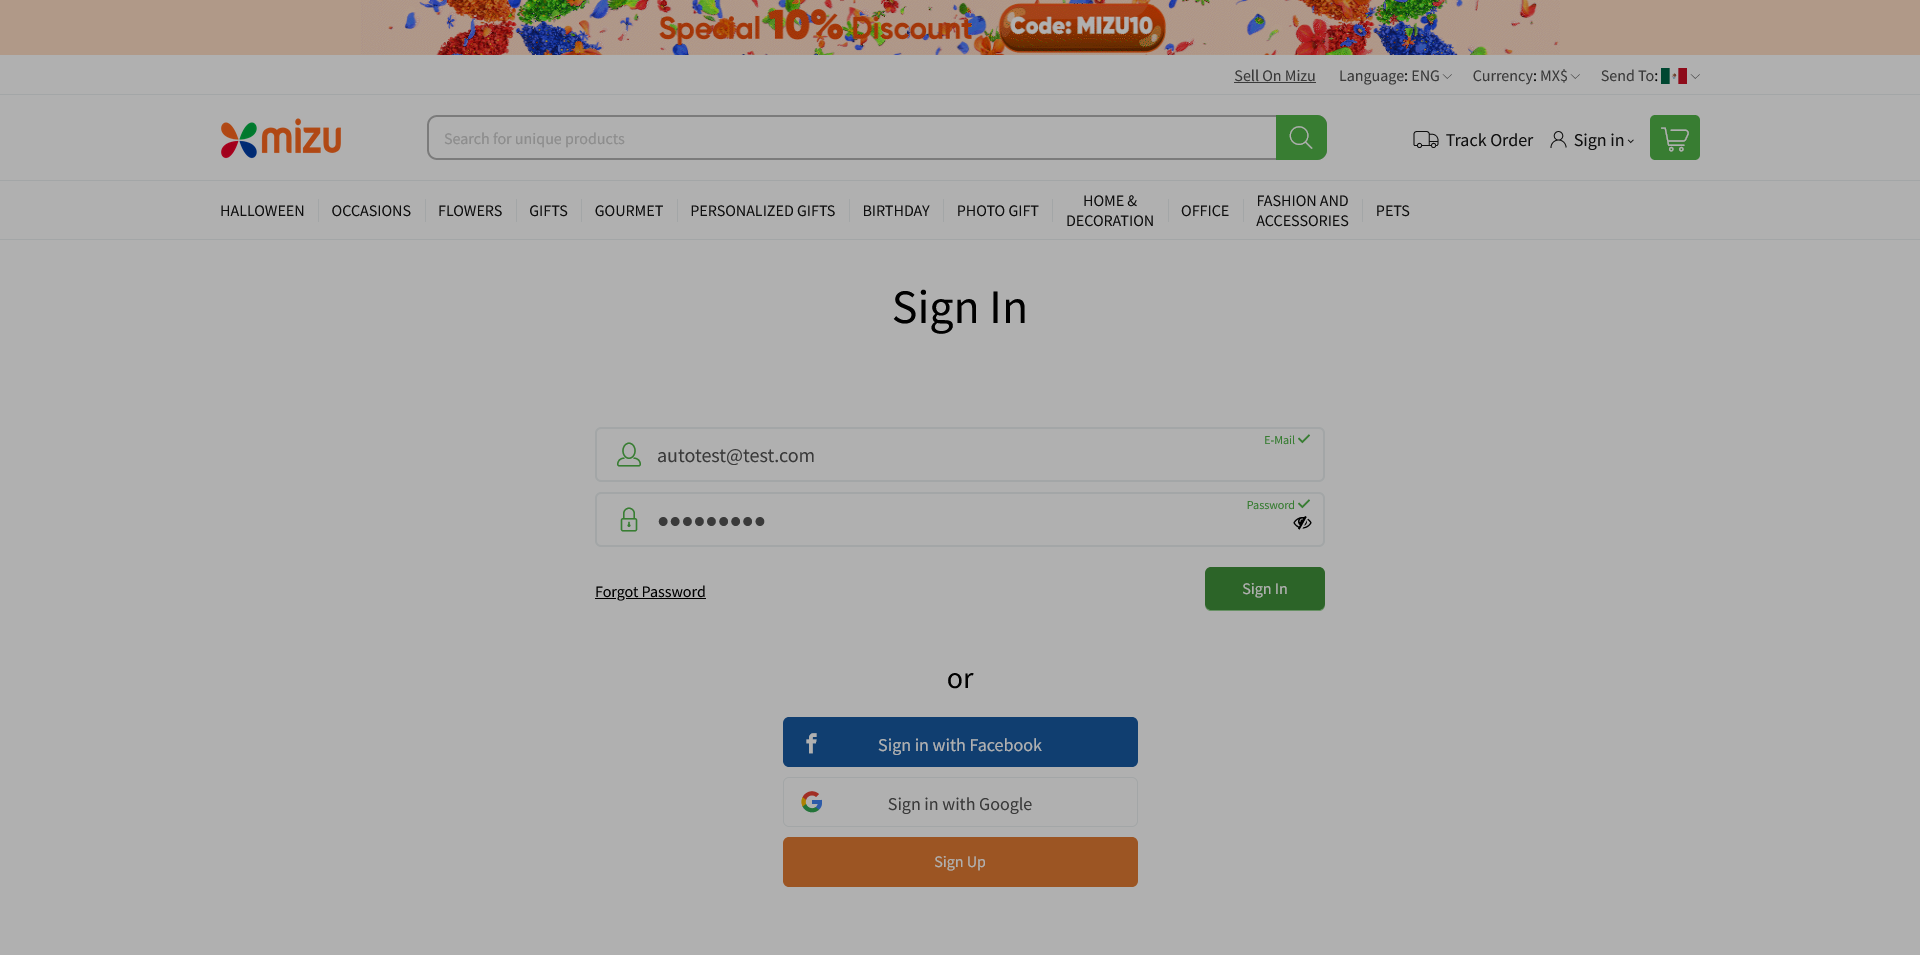 Special 10% Discount Code: MIZU10
Sell On Mizu Language: ENG Currency: MX$ Send To:
mizu Search for unique products Track Order Sign in
HALLOWEEN OCCASIONS FLOWERS GIFTS GOURMET PERSONALIZED GIFTS BIRTHDAY PHOTO GIFT HOME & DECORATION OFFICE FASHION AND ACCESSORIES PETS
Sign In
E-Mail
autotest@test.com
Password
Forgot Password Sign In
or
Sign in with Facebook
Sign in with Google
Sign Up